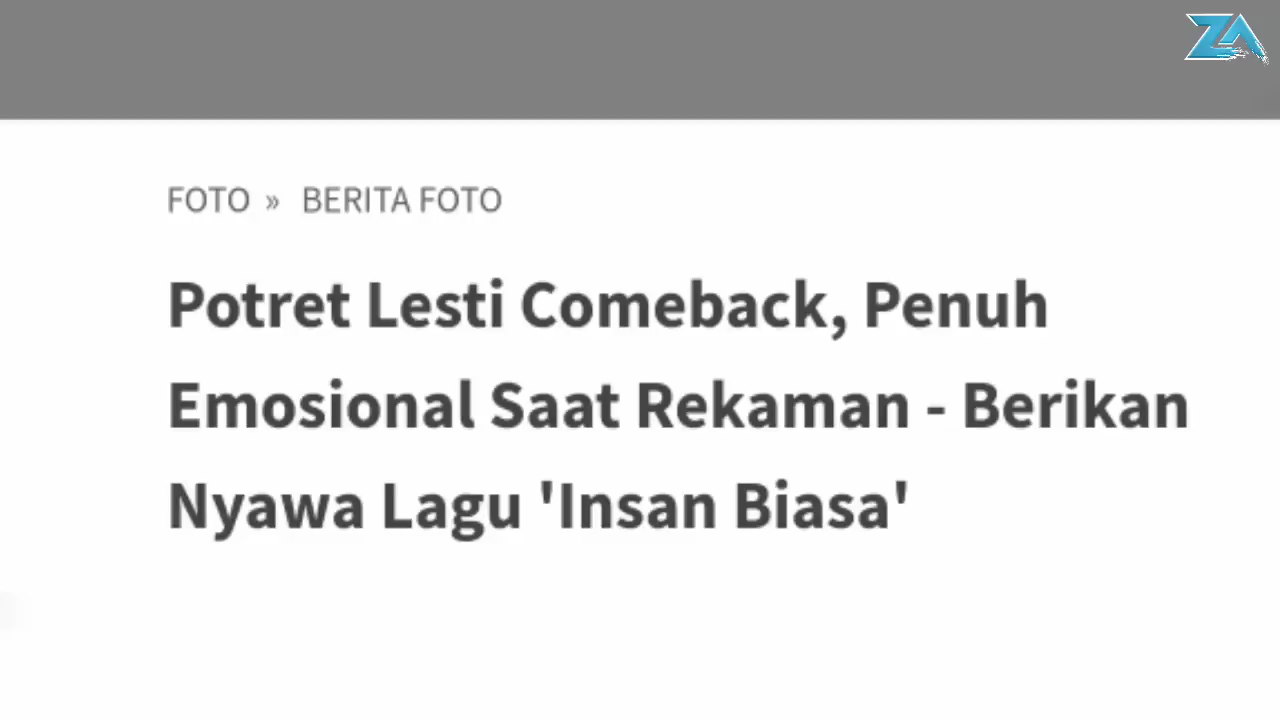 ZA
FOTO » BERITA FOTO
Potret Lesti Comeback, Penuh
Emosional Saat Rekaman - Berikan
Nyawa Lagu 'Insan Biasa'